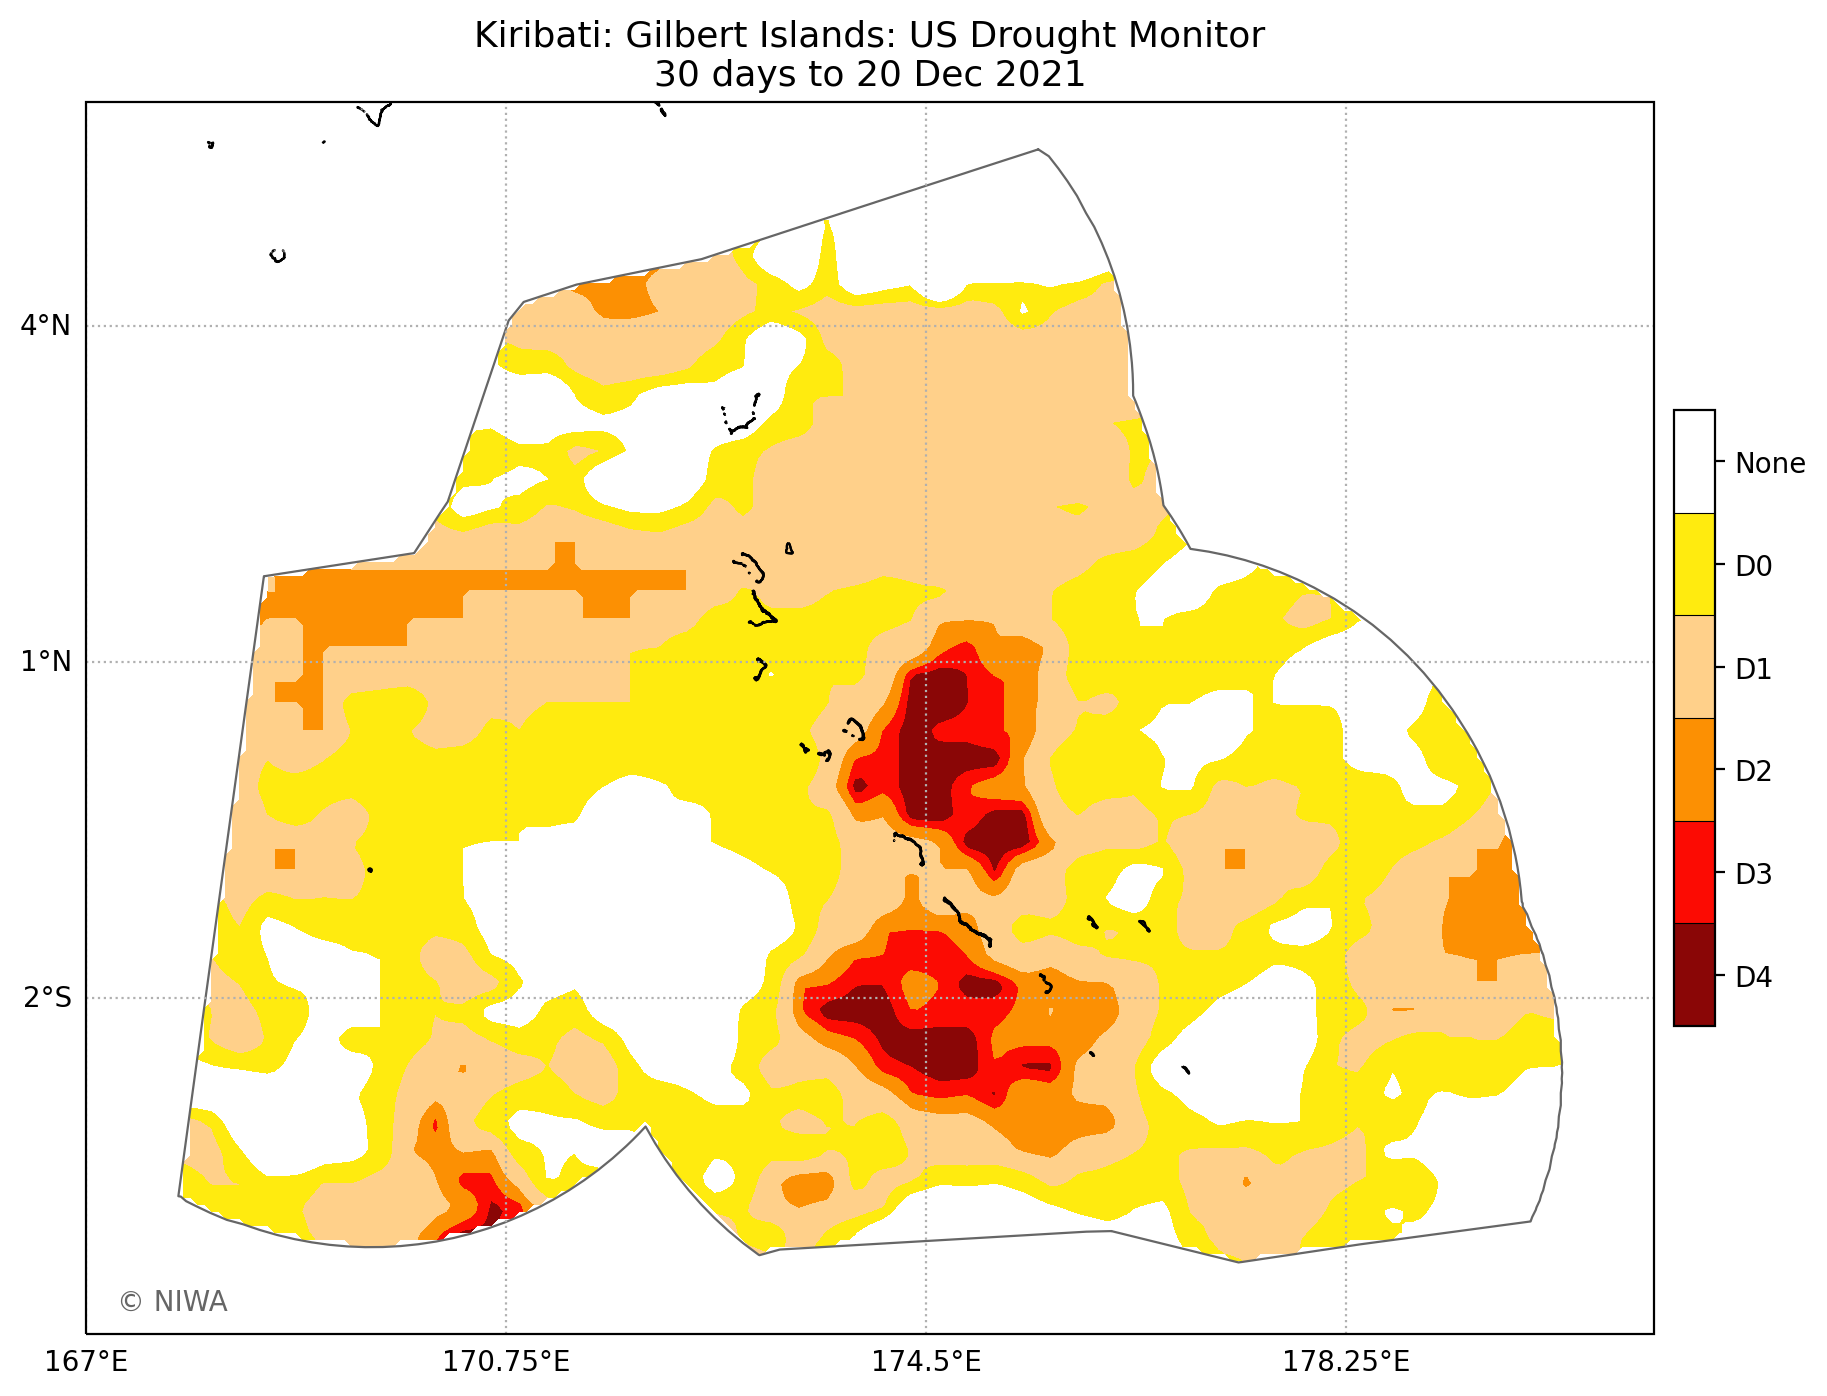 Kiribati: Gilbert Islands: US Drought Monitor
30 days to 20 Dec 2021
4°N
1°N
2°S
None
D0
D1
D2
D3
D4
© NIWA
167°E
170.75°E
174.5°E
178.25°E